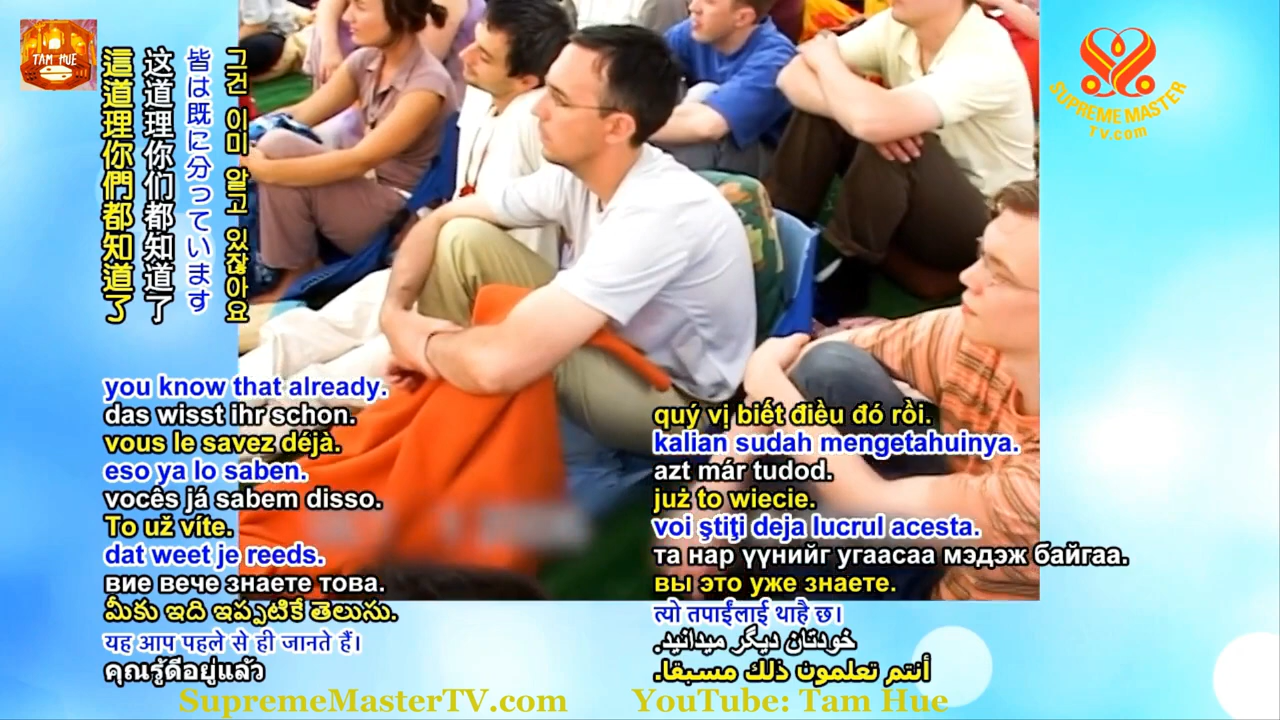 TAM HUE
SUPREME MASTER
TV.com
這道理你們都知道了
这道理你们都知道了
皆は既に分っています
그건 이미 알고 있잖아요
you know that already.
das wisst ihr schon.
vous le savez déjà.
eso ya lo saben.
vocês já sabem disso.
To už víte.
dat weet je reeds.
вие вече знаете това.
మీకు ఇది ఇప్పటికే తెలుసు.
यह आप पहले से ही जानते हैं।
คุณรู้ดีอยู่แล้ว
quý vị biết điều đó rồi.
kalian sudah mengetahuinya.
azt már tudod.
już to wiecie.
voi ştiţi deja lucrul acesta.
та нар үүнийг угаасаа мэдэж байгаа.
вы это уже знаете.
त्यो तपाईंलाई थाहै छ।
خودتان دیگر میدانید.
أنتم تعلمون ذلك مسبقا.
SupremeMasterTV.com
YouTube: Tam Hue